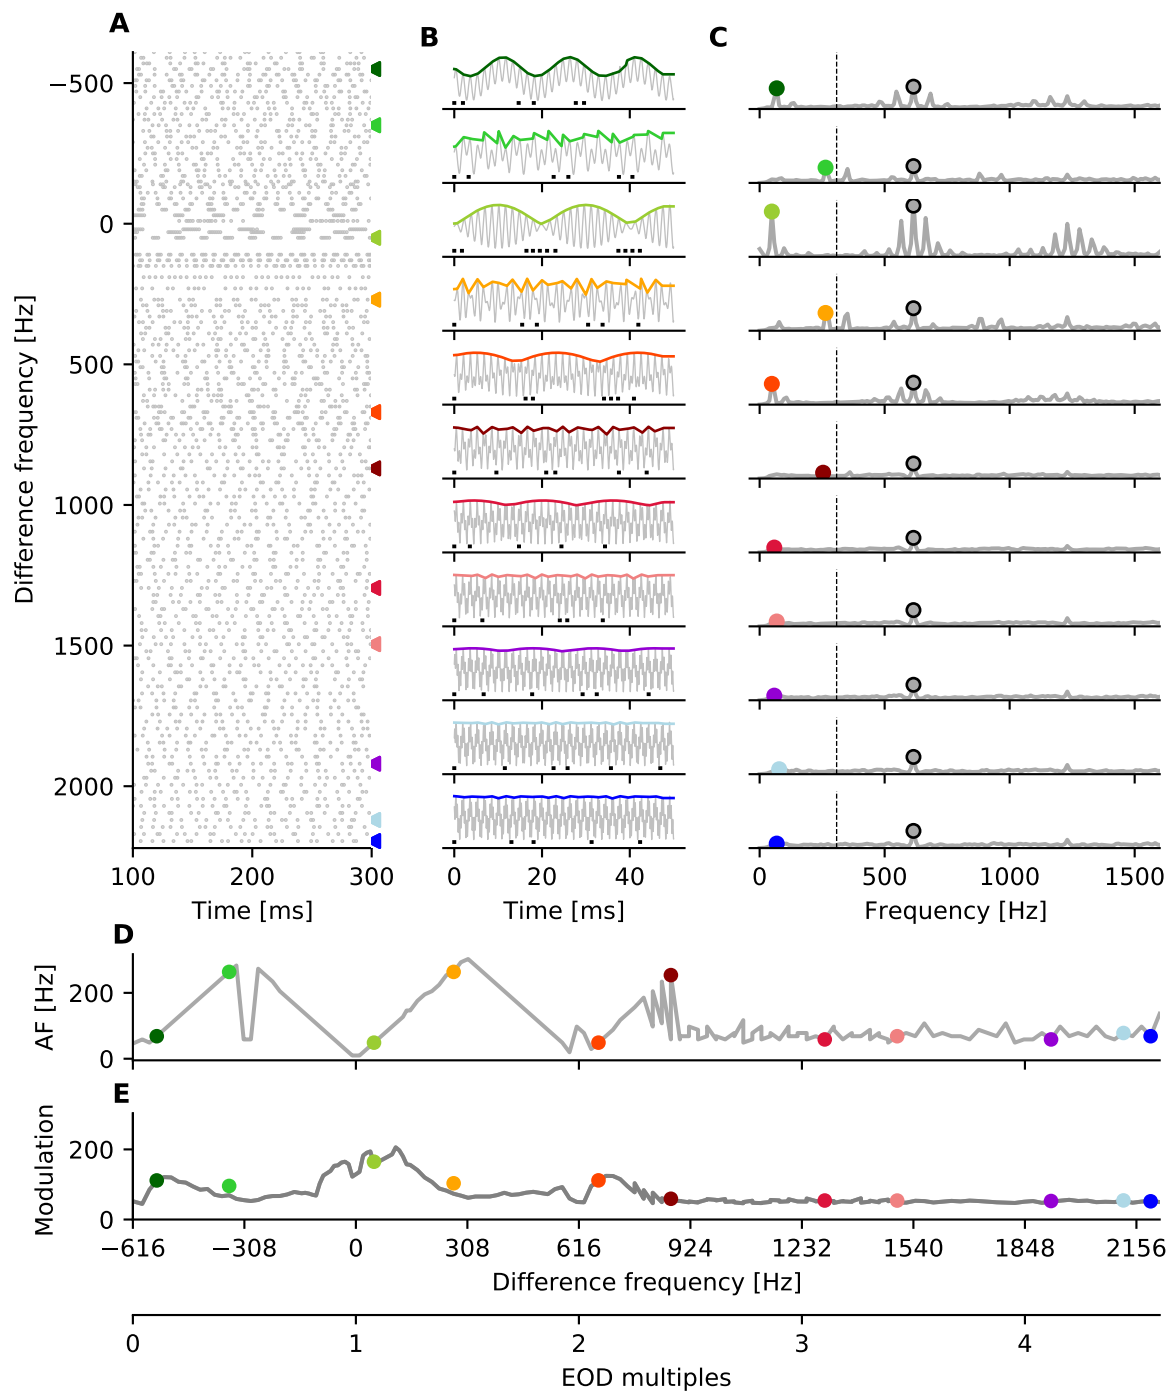 A
B
C
Difference frequency [Hz]
−500
0
500
1000
1500
2000
100
200
300
0
20
40
0
500
1000
1500
Time [ms]
Time [ms]
Frequency [Hz]
D
AF [Hz]
200
0
E
Modulation
200
0
−616
−308
0
308
616
924
1232
1540
1848
2156
Difference frequency [Hz]
0
1
2
3
4
EOD multiples